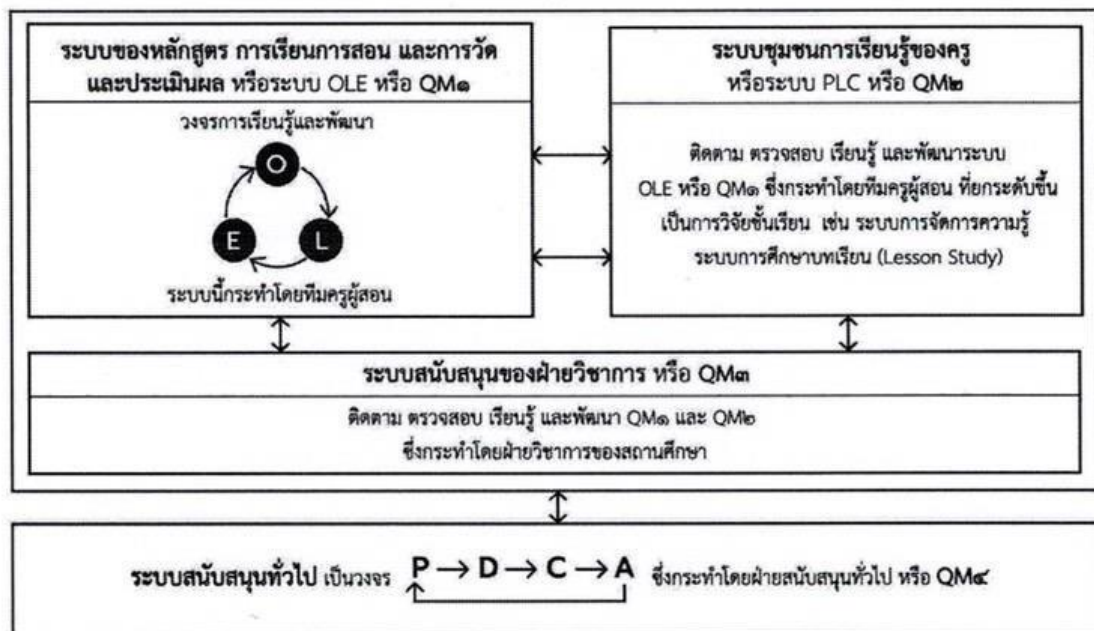 ระบบของหลักสูตร การเรียนการสอน และการวัด
และประเมินผล หรือระบบ OLE หรือ QM๑
วงจรการเรียนรู้และพัฒนา
O
E
L
ระบบนี้กระทำโดยทีมครูผู้สอน
ระบบชุมชนการเรียนรู้ของครู
หรือระบบ PLC หรือ QM๒
ติดตาม ตรวจสอบ เรียนรู้ และพัฒนาระบบ
OLE หรือ QM๑ ซึ่งกระทำโดยทีมครูผู้สอน ที่ยกระดับขึ้น
เป็นการวิจัยชั้นเรียน เช่น ระบบการจัดการความรู้
ระบบการศึกษาบทเรียน (Lesson Study)
ระบบสนับสนุนของฝ่ายวิชาการ หรือ QM๓
ติดตาม ตรวจสอบ เรียนรู้ และพัฒนา QM๑ และ QM๒
ซึ่งกระทำโดยฝ่ายวิชาการของสถานศึกษา
ระบบสนับสนุนทั่วไป เป็นวงจร P → D → C → A ซึ่งกระทำโดยฝ่ายสนับสนุนทั่วไป หรือ QM๔